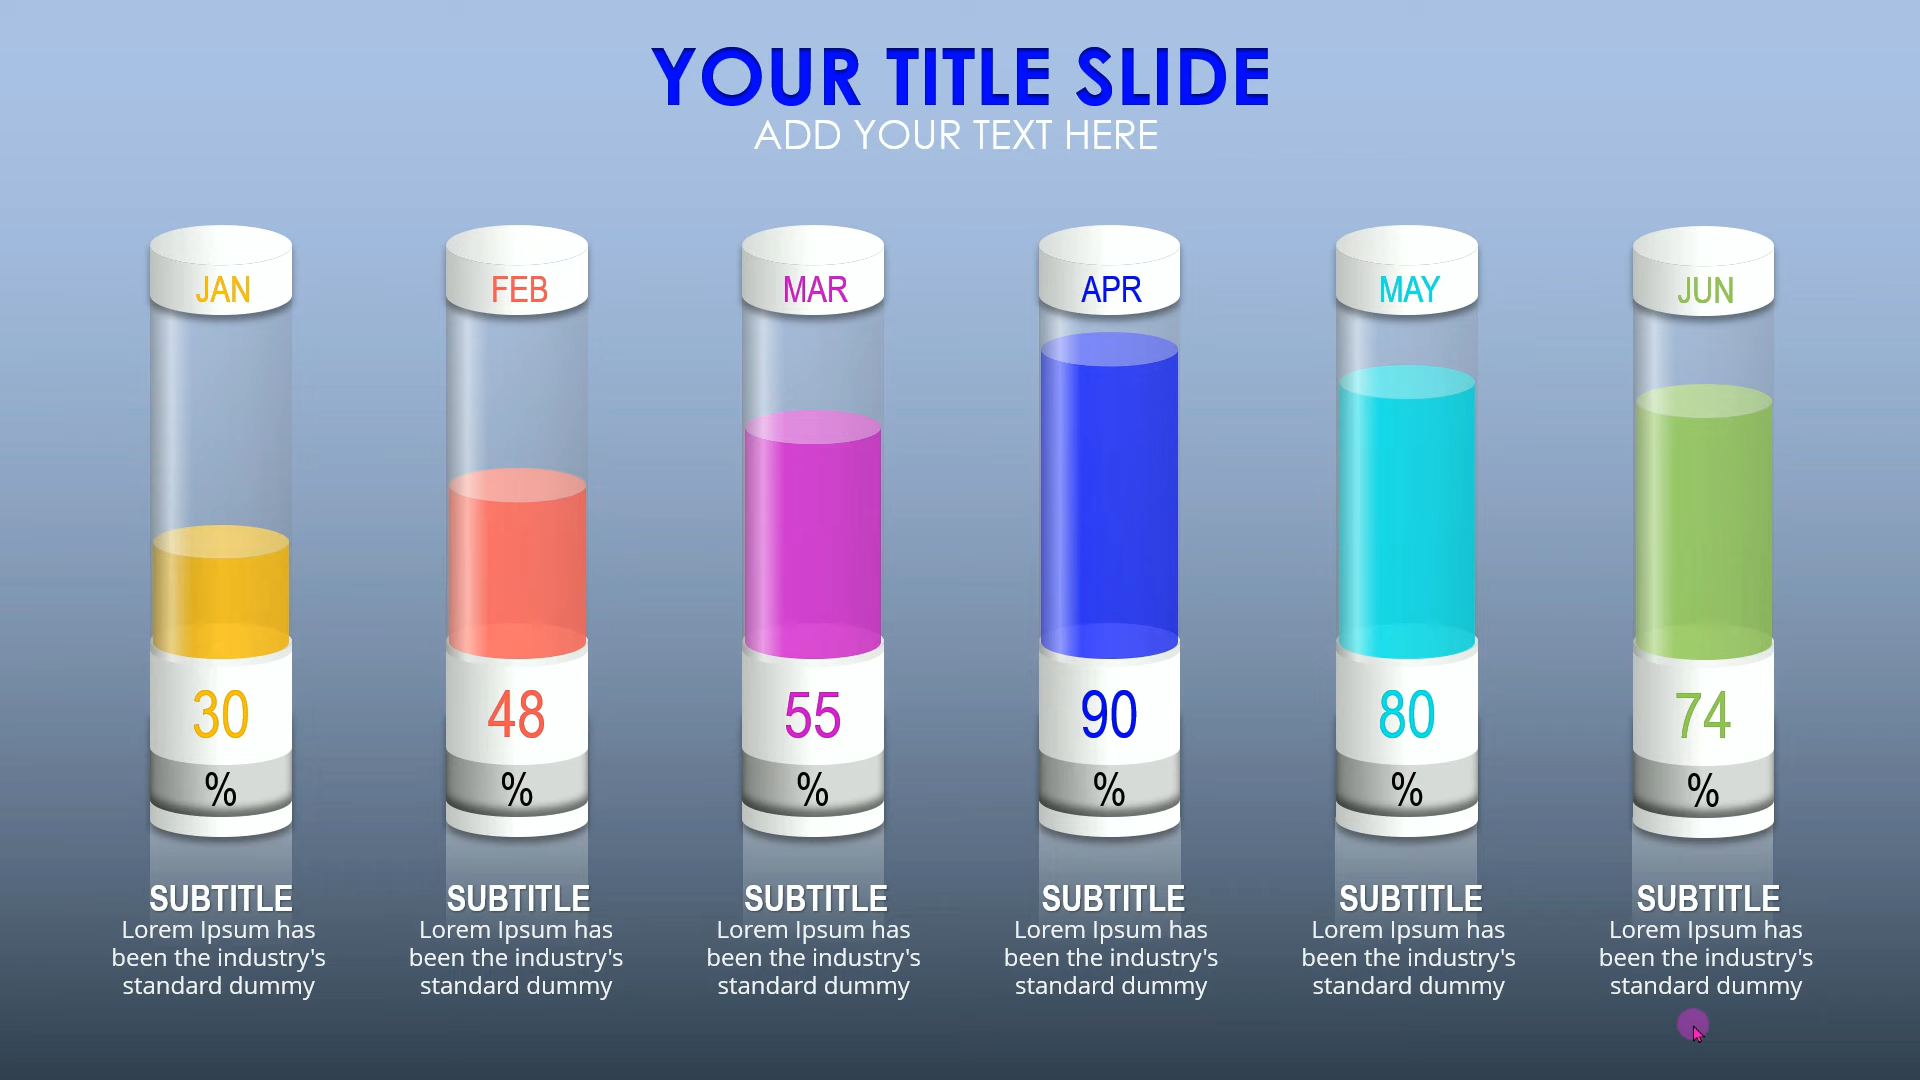 YOUR TITLE SLIDE
ADD YOUR TEXT HERE
JAN
FEB
MAR
APR
MAY
JUN
30
48
55
90
80
74
%
%
%
%
%
%
SUBTITLE
Lorem Ipsum has
been the industry's
standard dummy
SUBTITLE
Lorem Ipsum has
been the industry's
standard dummy
SUBTITLE
Lorem Ipsum has
been the industry's
standard dummy
SUBTITLE
Lorem Ipsum has
been the industry's
standard dummy
SUBTITLE
Lorem Ipsum has
been the industry's
standard dummy
SUBTITLE
Lorem Ipsum has
been the industry's
standard dummy